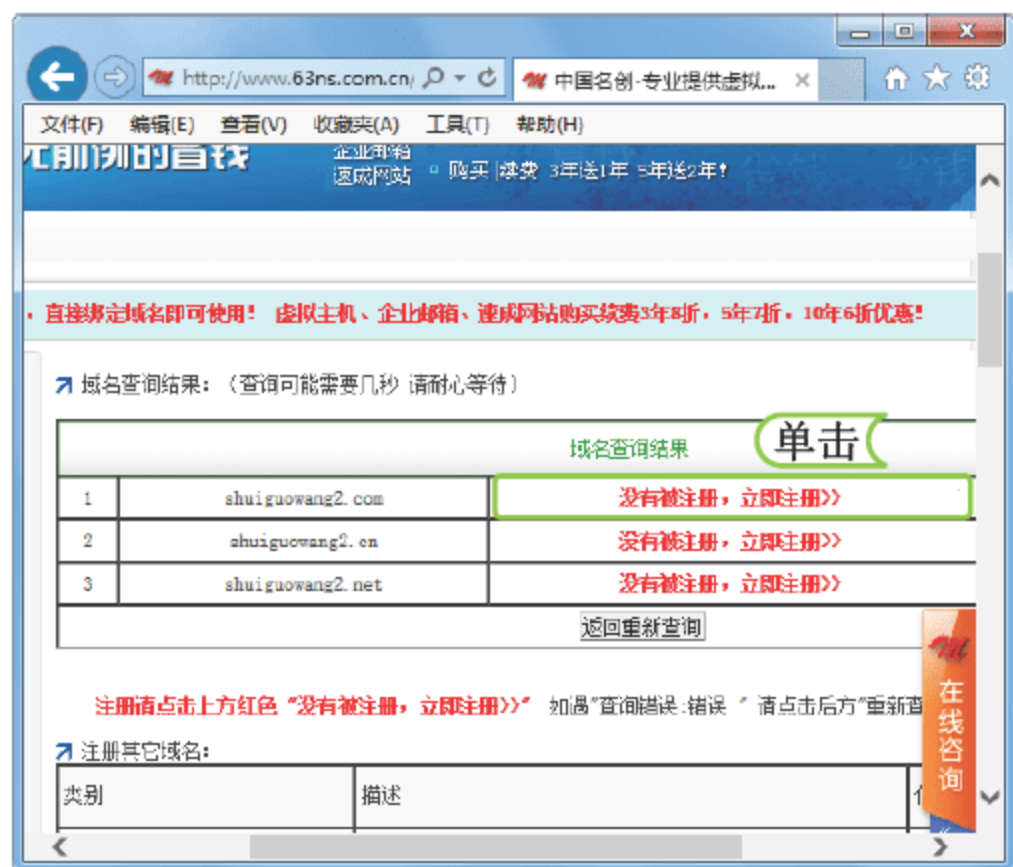 http://www.63ns.com.cn/
中国名创-专业提供虚拟...
文件(F) 编辑(E) 查看(V) 收藏夹(A) 工具(T) 帮助(H)
企业邮箱
速成网站 购买|续费 3年送1年 5年送2年!
直接绑定域名即可使用! 虚拟主机、企业邮箱、速成网站购买续费3年8折,5年7折,10年6折优惠!
域名查询结果:(查询可能需要几秒 请耐心等待)
域名查询结果
单击
1 shuiguowang2.com 没有被注册,立即注册>>
2 shuiguowang2.cn 没有被注册,立即注册>>
3 shuiguowang2.net 没有被注册,立即注册>>
返回重新查询
注册请点击上方红色 "没有被注册,立即注册>>" 如遇"查询错误:错误 " 请点击后方"重新查
在线咨询
注册其它域名:
类别 描述